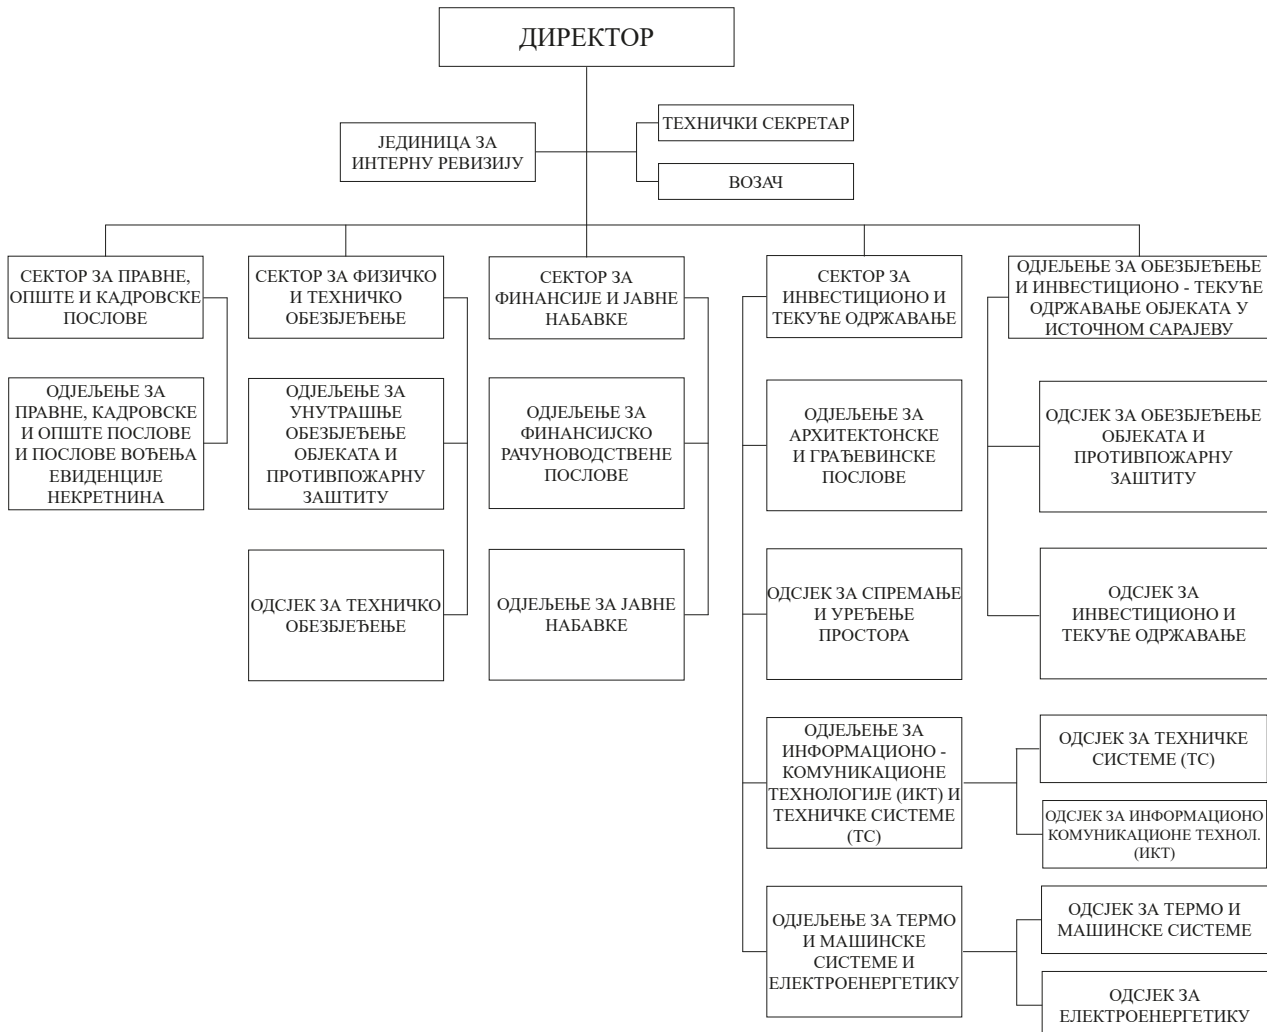 ДИРЕКТОР
ЈЕДИНИЦА ЗА
ИНТЕРНУ РЕВИЗИЈУ
ТЕХНИЧКИ СЕКРЕТАР
ВОЗАЧ
СЕКТОР ЗА ПРАВНЕ,
ОПШТЕ И КАДРОВСКЕ
ПОСЛОВЕ
СЕКТОР ЗА ФИЗИЧКО
И ТЕХНИЧКО
ОБЕЗБЈЕЂЕЊЕ
СЕКТОР ЗА
ФИНАНСИЈЕ И ЈАВНЕ
НАБАВКЕ
СЕКТОР ЗА
ИНВЕСТИЦИОНО И
ТЕКУЋЕ ОДРЖАВАЊЕ
ОДЈЕЉЕЊЕ ЗА ОБЕЗБЈЕЂЕЊЕ
И ИНВЕСТИЦИОНО - ТЕКУЋЕ
ОДРЖАВАЊЕ ОБЈЕКАТА У
ИСТОЧНОМ САРАЈЕВУ
ОДЈЕЉЕЊЕ ЗА
ПРАВНЕ, КАДРОВСКЕ
И ОПШТЕ ПОСЛОВЕ
И ПОСЛОВЕ ВОЂЕЊА
ЕВИДЕНЦИЈЕ
НЕКРЕТНИНА
ОДЈЕЉЕЊЕ ЗА
УНУТРАШЊЕ
ОБЕЗБЈЕЂЕЊЕ
ОБЈЕКАТА И
ПРОТИВПОЖАРНУ
ЗАШТИТУ
ОДЈЕЉЕЊЕ ЗА
ФИНАНСИЈСКО
РАЧУНОВОДСТВЕНЕ
ПОСЛОВЕ
ОДЈЕЉЕЊЕ ЗА
АРХИТЕКТОНСКЕ
И ГРАЂЕВИНСКЕ
ПОСЛОВЕ
ОДСЈЕК ЗА ОБЕЗБЈЕЂЕЊЕ
ОБЈЕКАТА И
ПРОТИВПОЖАРНУ
ЗАШТИТУ
ОДСЈЕК ЗА ТЕХНИЧКО
ОБЕЗБЈЕЂЕЊЕ
ОДЈЕЉЕЊЕ ЗА ЈАВНЕ
НАБАВКЕ
ОДСЈЕК ЗА СПРЕМАЊЕ
И УРЕЂЕЊЕ
ПРОСТОРА
ОДСЈЕК ЗА
ИНВЕСТИЦИОНО И
ТЕКУЋЕ ОДРЖАВАЊЕ
ОДЈЕЉЕЊЕ ЗА
ИНФОРМАЦИОНО -
КОМУНИКАЦИОНЕ
ТЕХНОЛОГИЈЕ (ИКТ) И
ТЕХНИЧКЕ СИСТЕМЕ
(ТС)
ОДСЈЕК ЗА ТЕХНИЧКЕ
СИСТЕМЕ (ТС)
ОДСЈЕК ЗА ИНФОРМАЦИОНО
КОМУНИКАЦИОНЕ ТЕХНОЛ.
(ИКТ)
ОДЈЕЉЕЊЕ ЗА ТЕРМО
И МАШИНСКЕ
СИСТЕМЕ И
ЕЛЕКТРОЕНЕРГЕТИКУ
ОДСЈЕК ЗА ТЕРМО И
МАШИНСКЕ СИСТЕМЕ
ОДСЈЕК ЗА
ЕЛЕКТРОЕНЕРГЕТИКУ